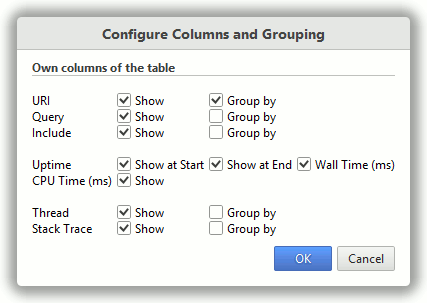 Configure Columns and Grouping
Own columns of the table
URI Show Group by
Query Show Group by
Include Show Group by
Uptime Show at Start Show at End Wall Time (ms)
CPU Time (ms) Show
Thread Show Group by
Stack Trace Show Group by
OK Cancel